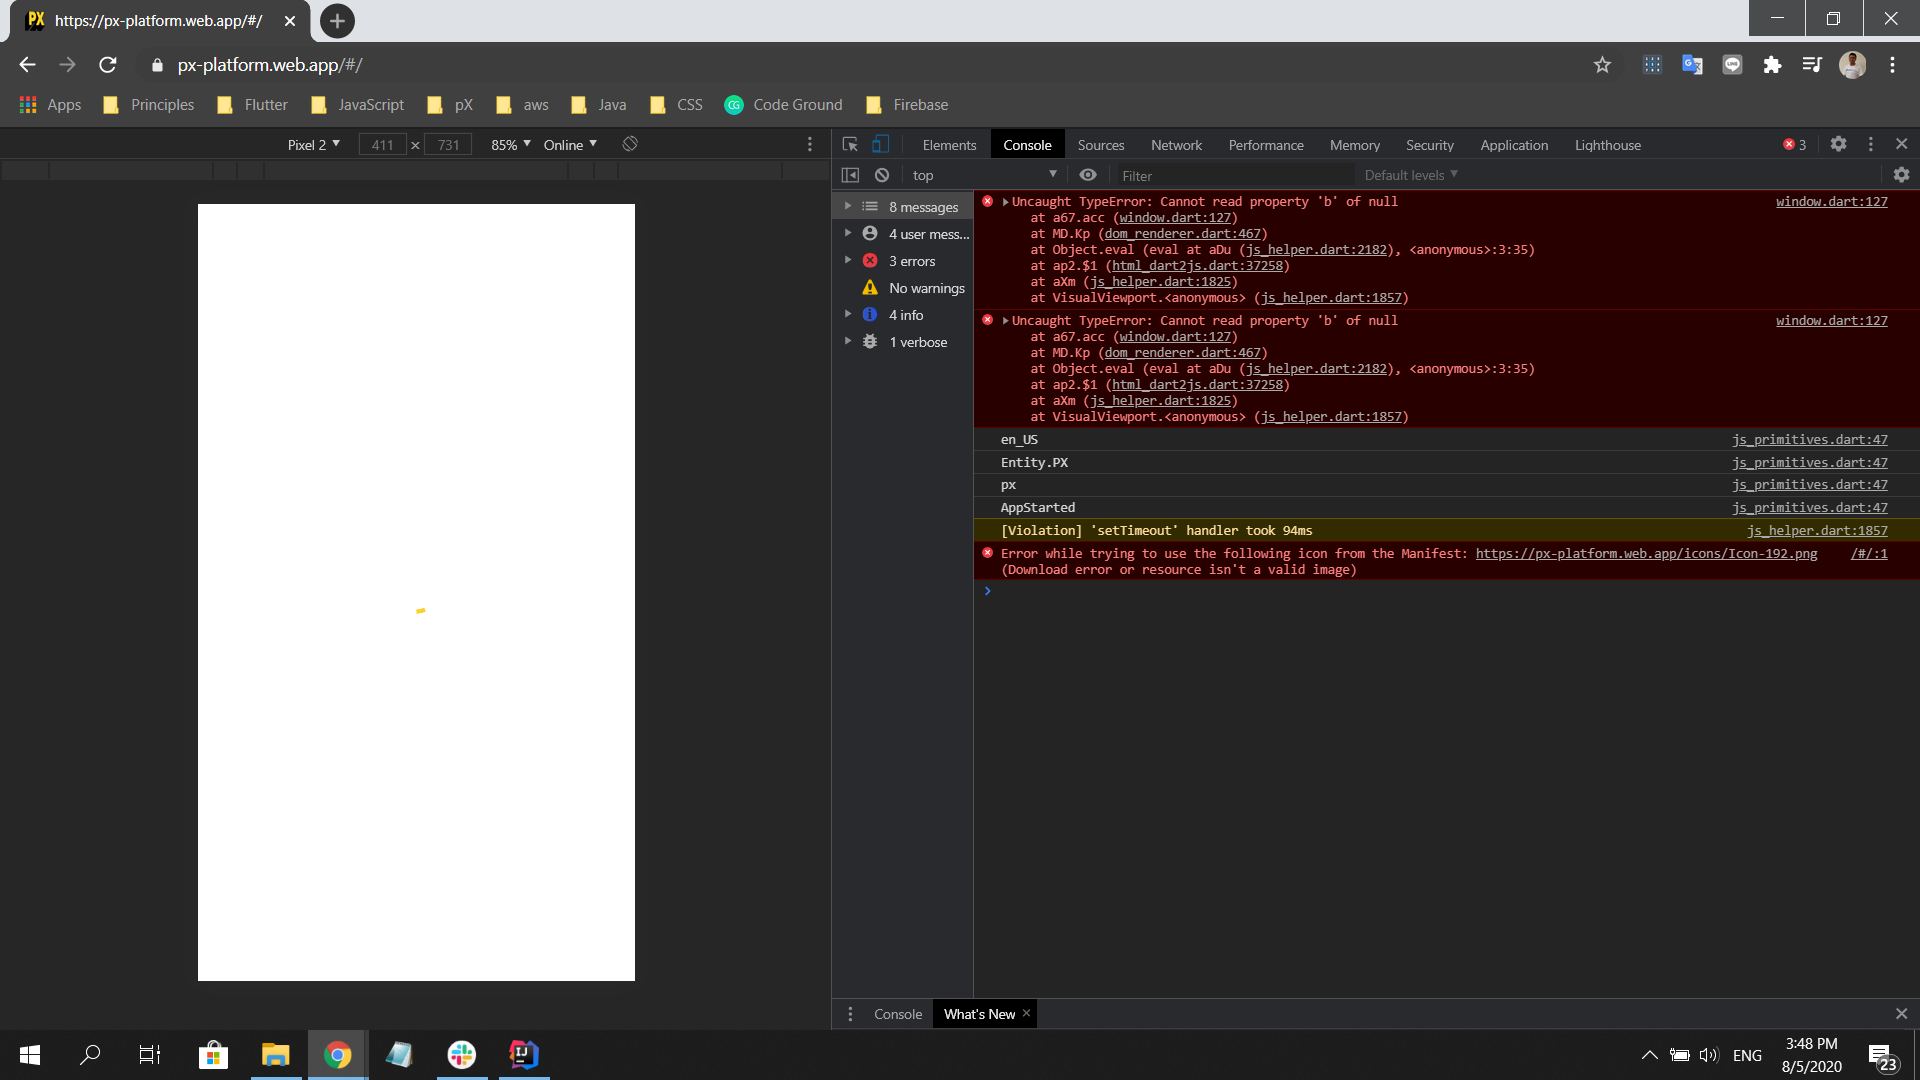 PX https://px-platform.web.app/#/
px-platform.web.app/#/
Apps Principles Flutter JavaScript pX aws Java CSS CG Code Ground Firebase
Pixel 2 411 × 731 85% Online
Elements Console Sources Network Performance Memory Security Application Lighthouse 3
top Filter Default levels
8 messages
4 user mess...
3 errors
No warnings
4 info
1 verbose
Uncaught TypeError: Cannot read property 'b' of null window.dart:127
at a67.acc (window.dart:127)
at MD.Kp (dom_renderer.dart:467)
at Object.eval (eval at aDu (js_helper.dart:2182), <anonymous>:3:35)
at ap2.$1 (html_dart2js.dart:37258)
at aXm (js_helper.dart:1825)
at VisualViewport.<anonymous> (js_helper.dart:1857)
Uncaught TypeError: Cannot read property 'b' of null window.dart:127
at a67.acc (window.dart:127)
at MD.Kp (dom_renderer.dart:467)
at Object.eval (eval at aDu (js_helper.dart:2182), <anonymous>:3:35)
at ap2.$1 (html_dart2js.dart:37258)
at aXm (js_helper.dart:1825)
at VisualViewport.<anonymous> (js_helper.dart:1857)
en_US js_primitives.dart:47
Entity.PX js_primitives.dart:47
px js_primitives.dart:47
AppStarted js_primitives.dart:47
[Violation] 'setTimeout' handler took 94ms js_helper.dart:1857
Error while trying to use the following icon from the Manifest: https://px-platform.web.app/icons/Icon-192.png /#/:1
(Download error or resource isn't a valid image)
Console What's New
IJ
ENG
3:48 PM
8/5/2020
23